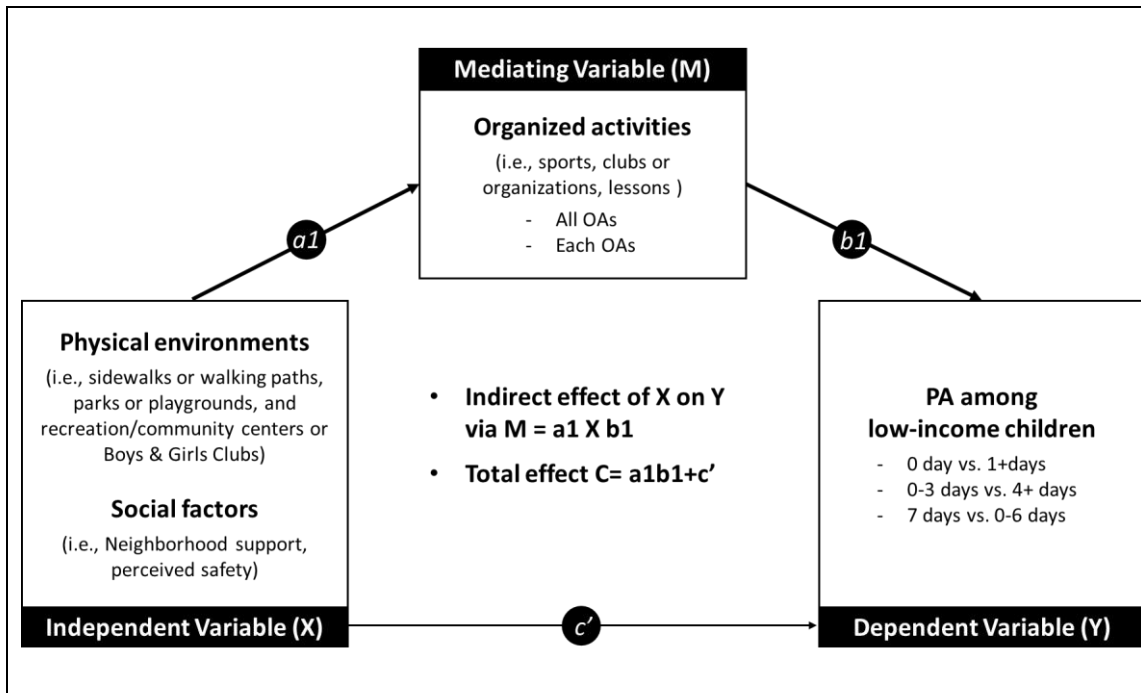 Mediating Variable (M)
Organized activities
(i.e., sports, clubs or
organizations, lessons )
- All OAs
- Each OAs
a1
b1
Physical environments
(i.e., sidewalks or walking paths,
parks or playgrounds, and
recreation/community centers or
Boys & Girls Clubs)
Social factors
(i.e., Neighborhood support,
perceived safety)
Independent Variable (X)
• Indirect effect of X on Y
via M = a1 X b1
• Total effect C= a1b1+c’
c’
PA among
low-income children
- 0 day vs. 1+days
- 0-3 days vs. 4+ days
- 7 days vs. 0-6 days
Dependent Variable (Y)